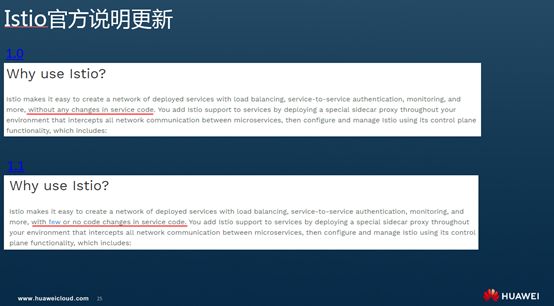 Istio官方说明更新
1.0
Why use Istio?
Istio makes it easy to create a network of deployed services with load balancing, service-to-service authentication, monitoring, and
more, without any changes in service code. You add Istio support to services by deploying a special sidecar proxy throughout your
environment that intercepts all network communication between microservices, then configure and manage Istio using its control plane
functionality, which includes:
1.1
Why use Istio?
Istio makes it easy to create a network of deployed services with load balancing, service-to-service authentication, monitoring, and
more, with few or no code changes in service code. You add Istio support to services by deploying a special sidecar proxy throughout
your environment that intercepts all network communication between microservices, then configure and manage Istio using its control
plane functionality, which includes:
www.huaweicloud.com 25
HUAWEI